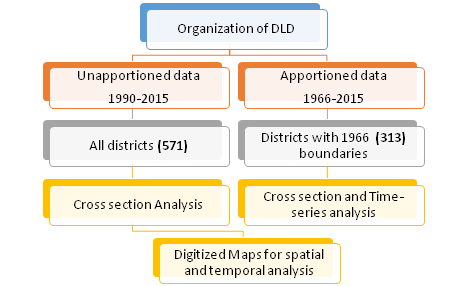 Organization of DLD
Unapportioned data
1990-2015
Apportioned data
1966-2015
All districts (571)
Districts with 1966 (313)
boundaries
Cross section Analysis
Cross section and Time-
series analysis
Digitized Maps for spatial
and temporal analysis